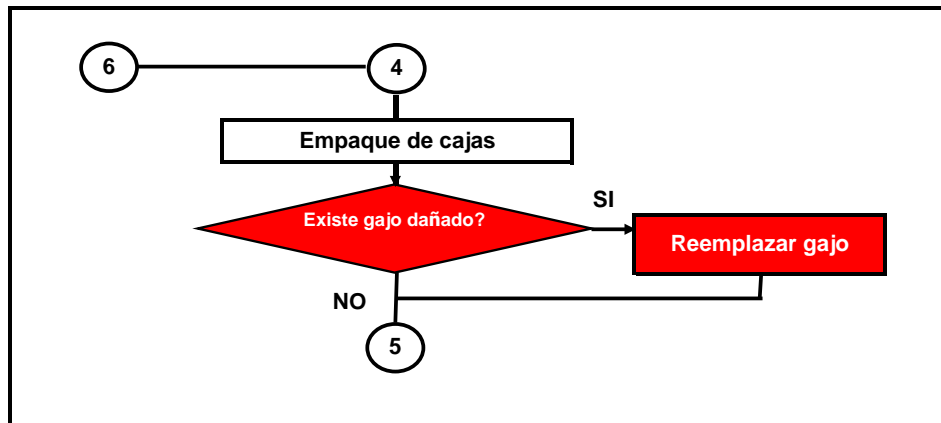 6
4
Empaque de cajas
Existe gajo dañado?
SI
Reemplazar gajo
NO
5